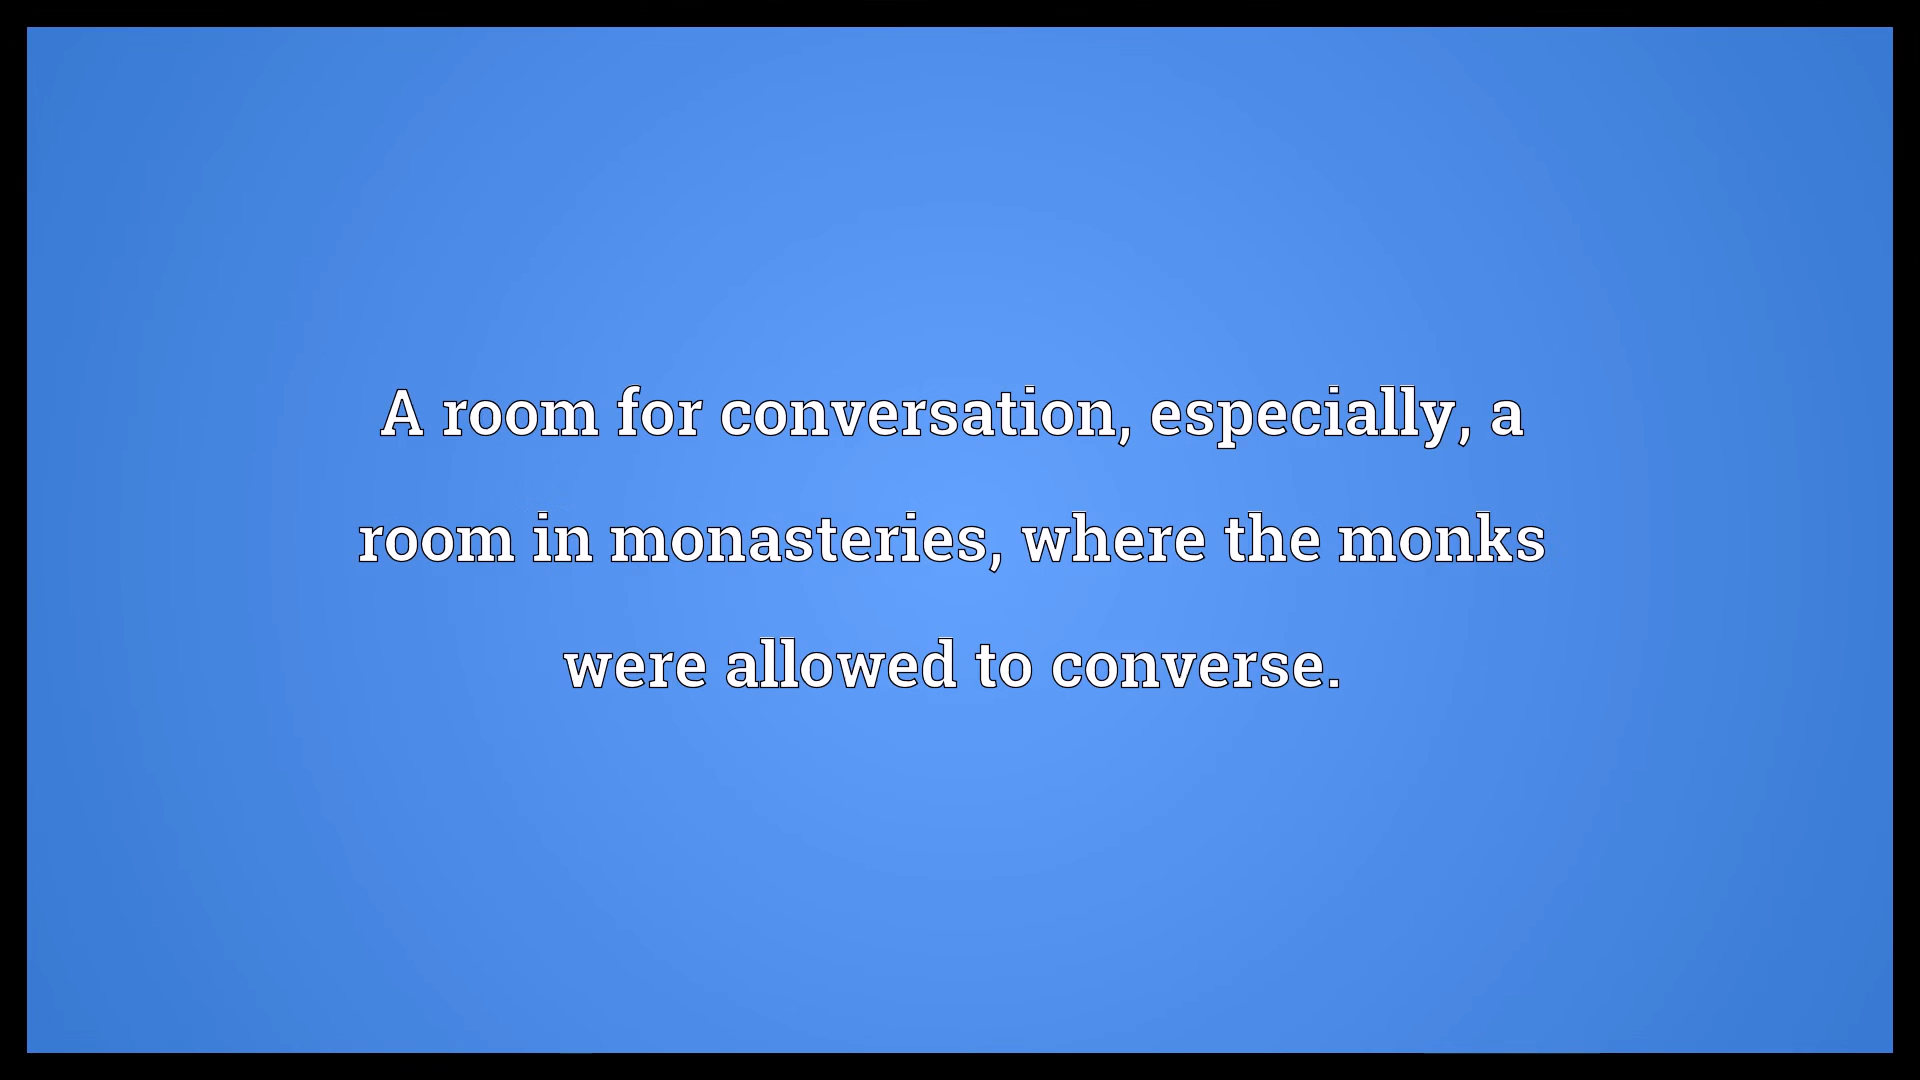 A room for conversation, especially, a
room in monasteries, where the monks
were allowed to converse.